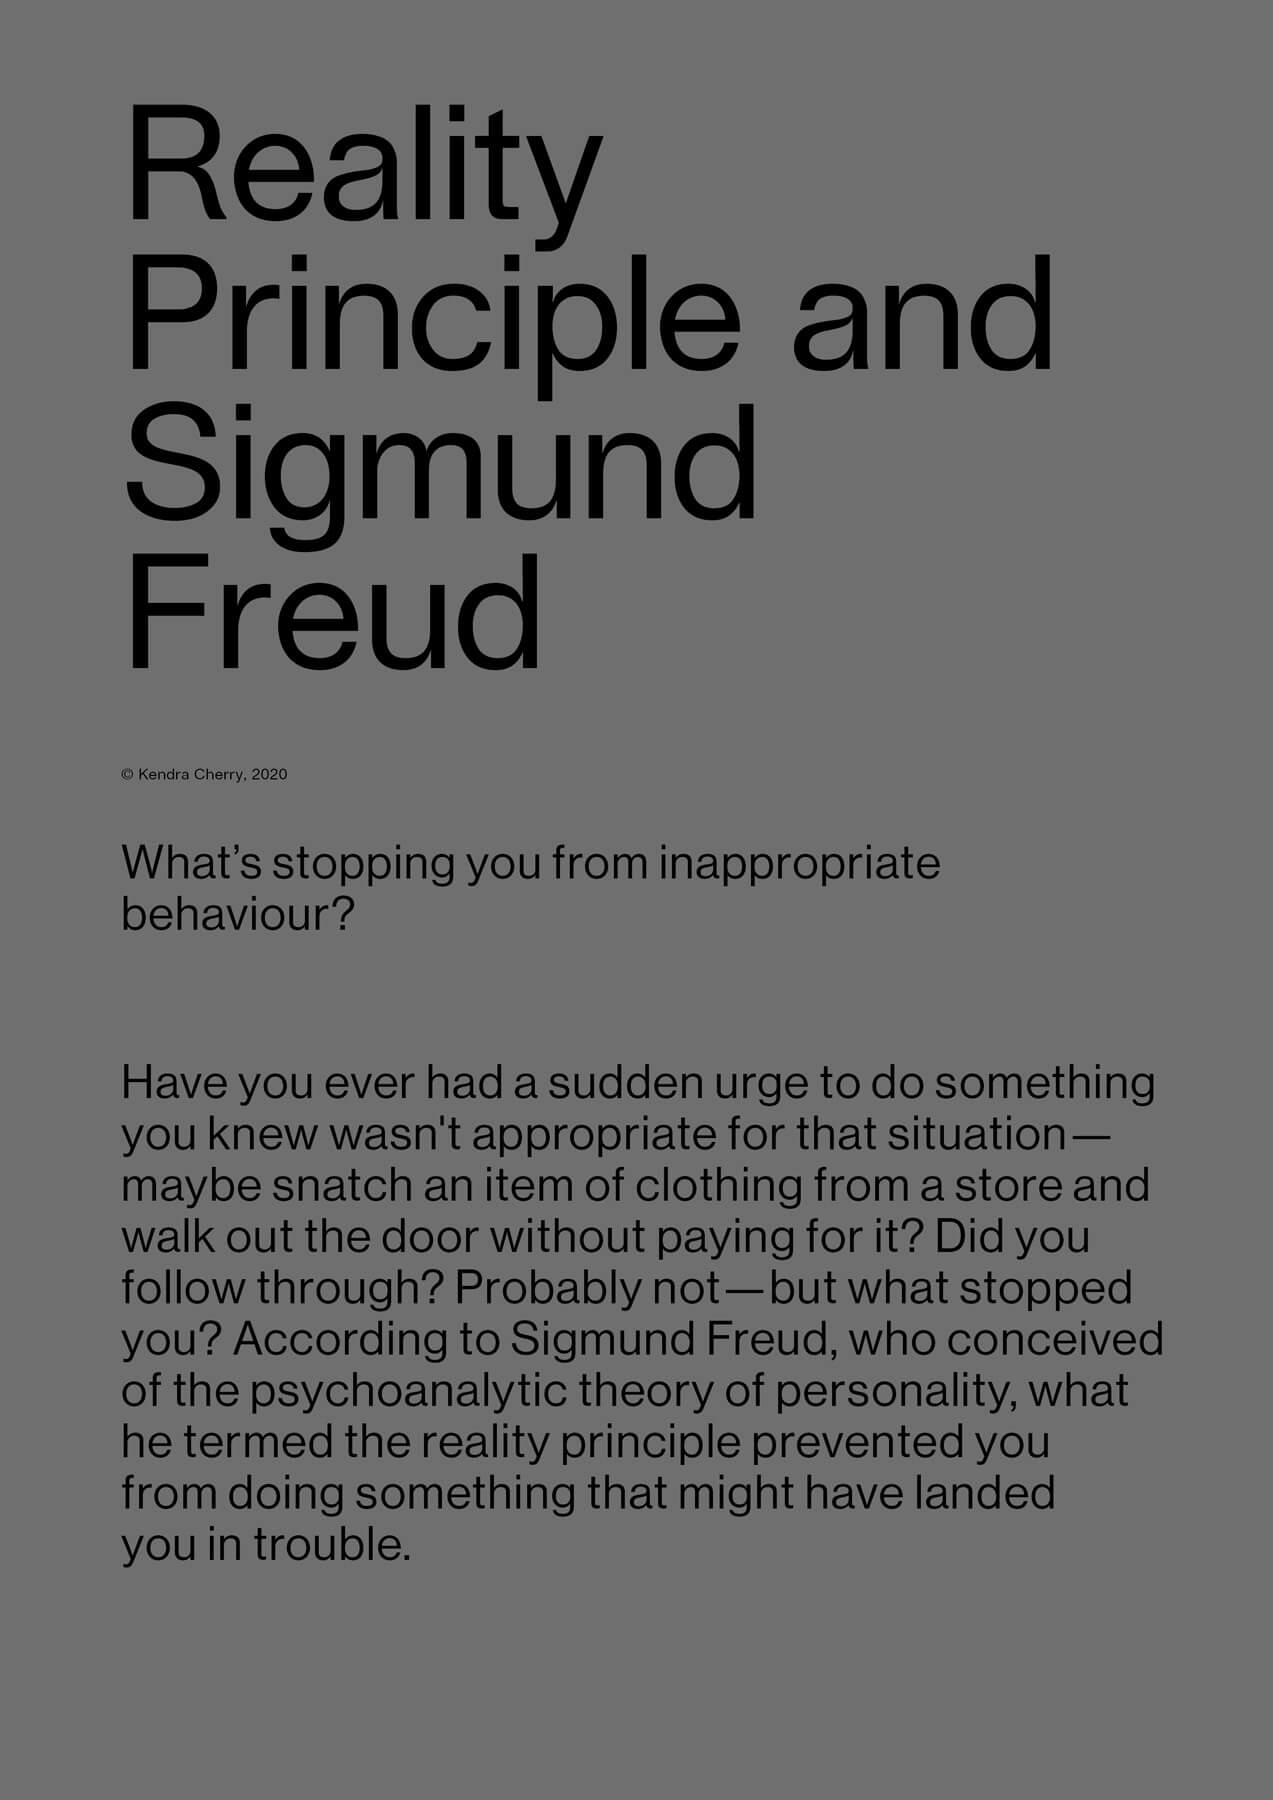 Reality
Principle and
Sigmund
Freud
© Kendra Cherry, 2020
What’s stopping you from inappropriate
behaviour?
Have you ever had a sudden urge to do something
you knew wasn't appropriate for that situation—
maybe snatch an item of clothing from a store and
walk out the door without paying for it? Did you
follow through? Probably not—but what stopped
you? According to Sigmund Freud, who conceived
of the psychoanalytic theory of personality, what
he termed the reality principle prevented you
from doing something that might have landed
you in trouble.